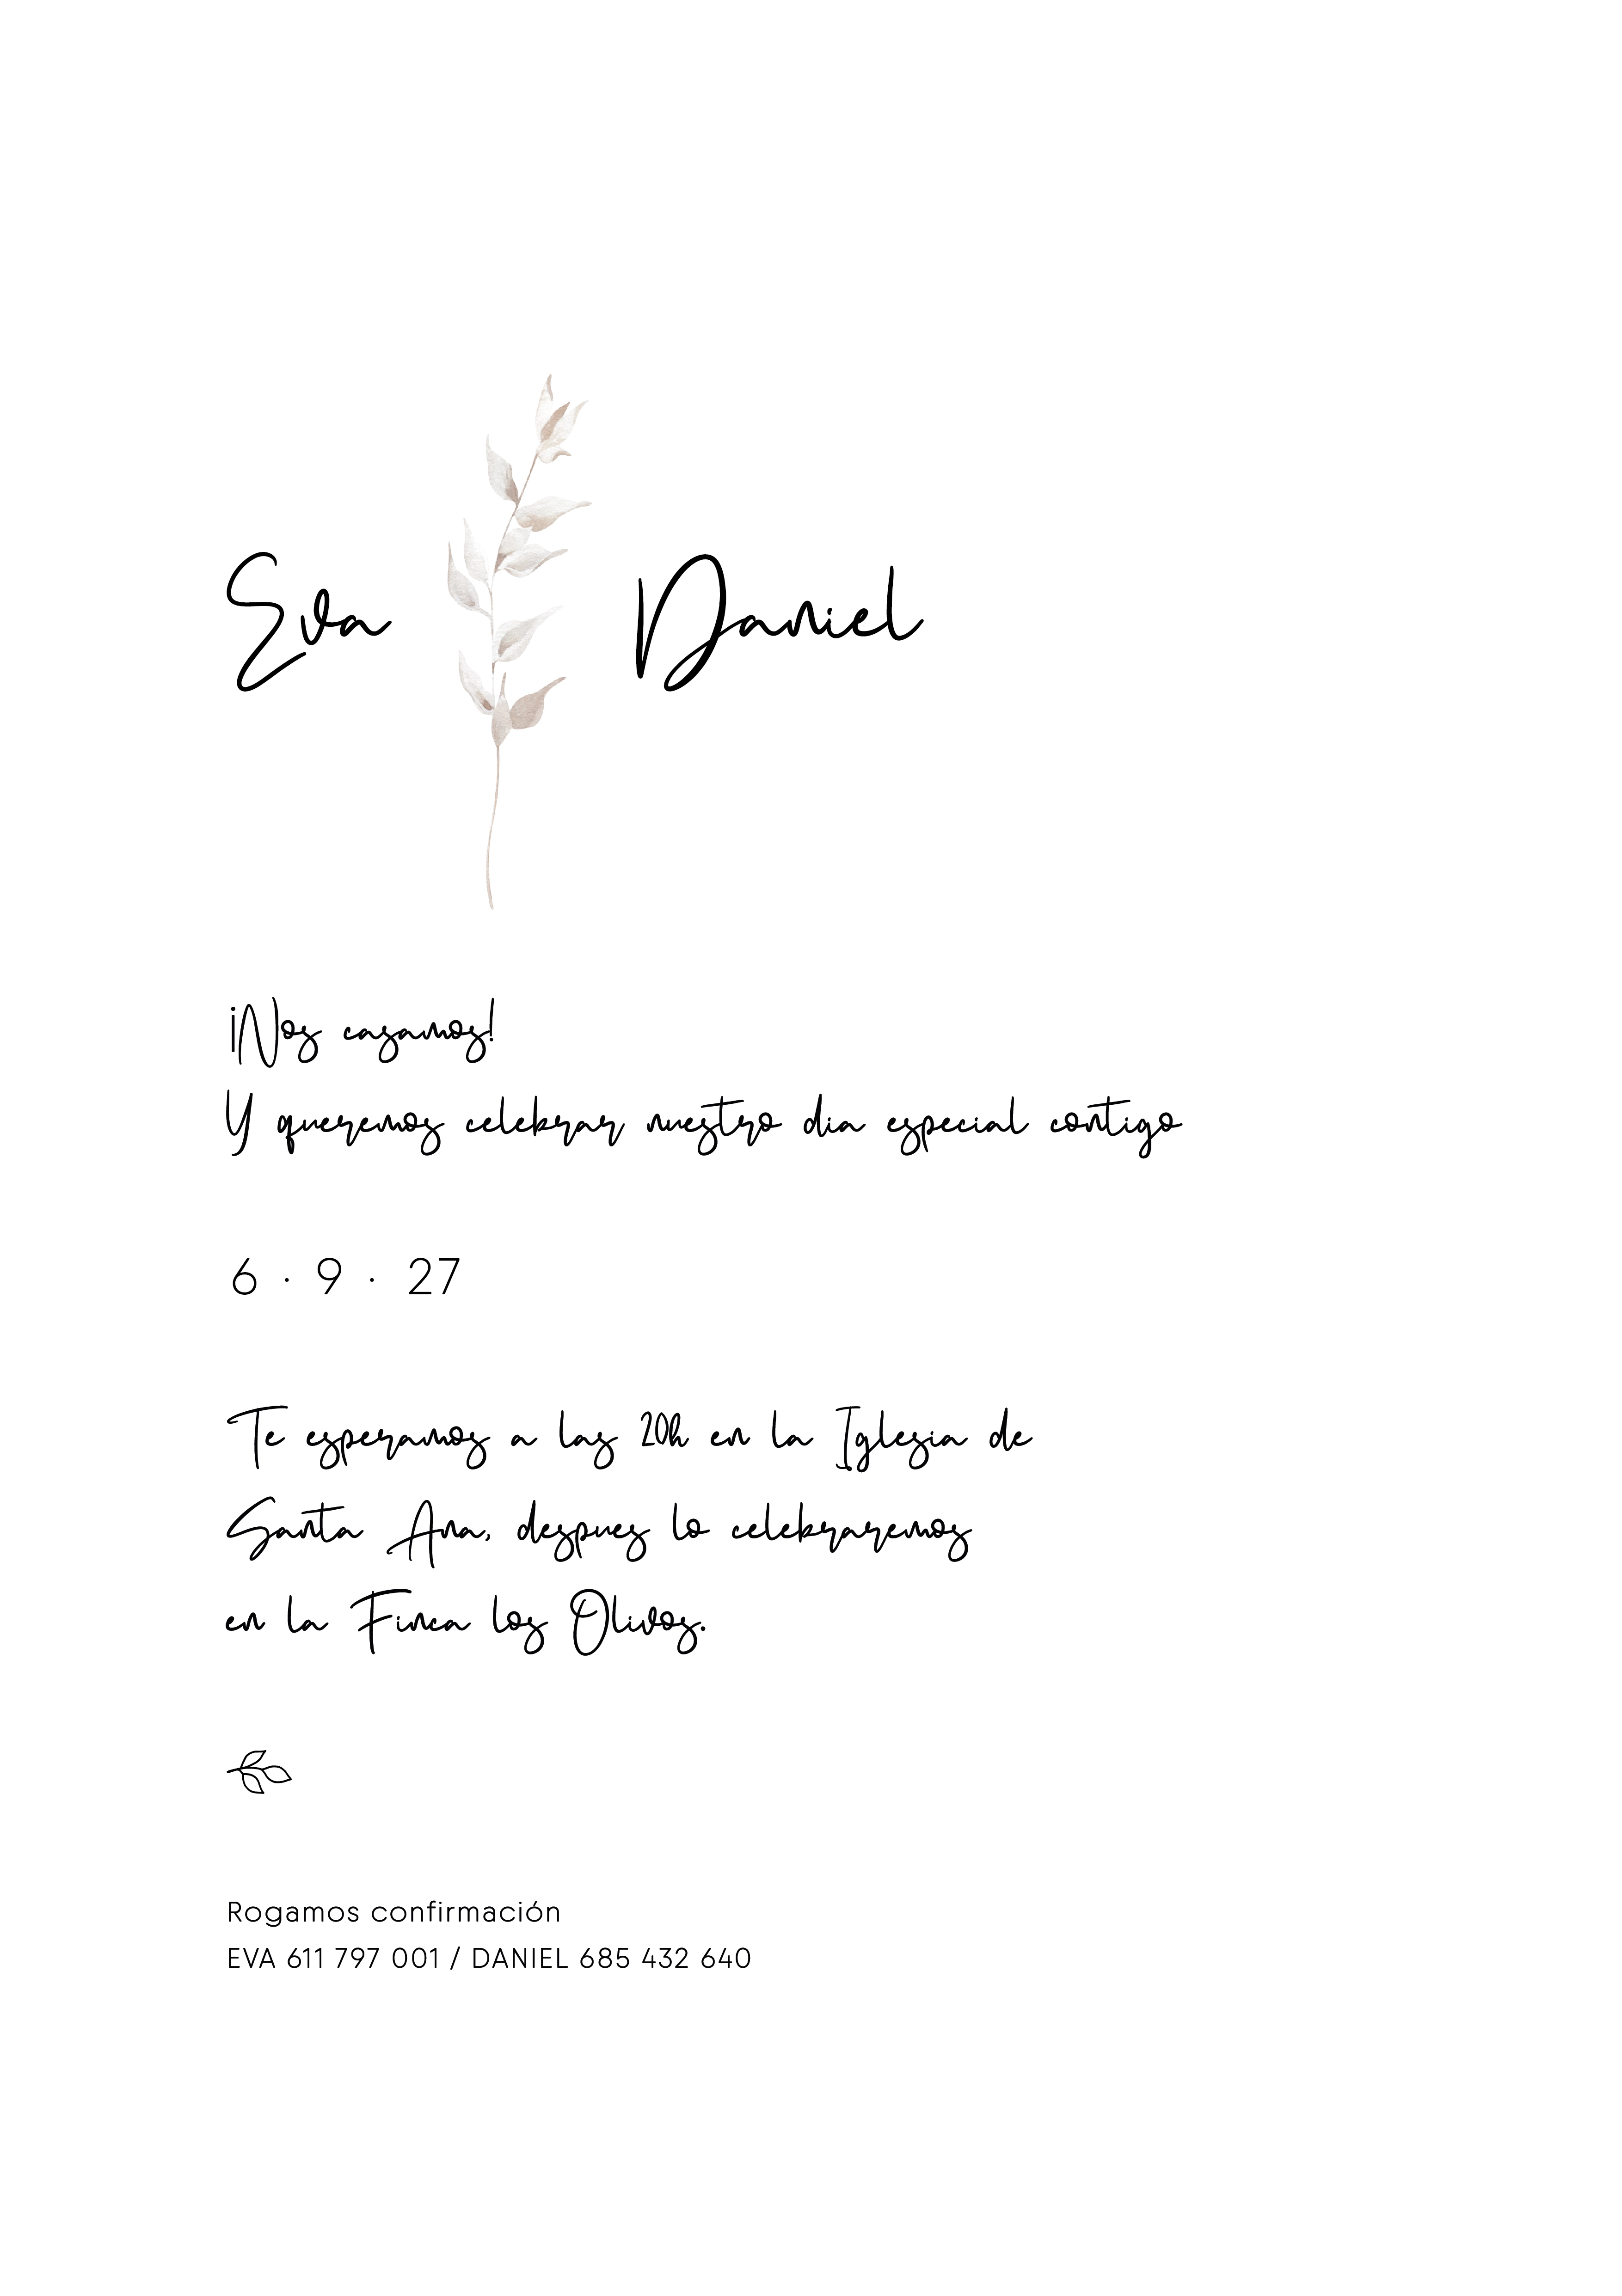 Eva Daniel
¡Nos casamos!
Y queremos celebrar nuestro dia especial contigo
6 · 9 · 27
Te esperamos a las 20h en la Iglesia de
Santa Ana, despues lo celebraremos
en la Finca los Olivos.
Rogamos confirmación
EVA 611 797 001 / DANIEL 685 432 640